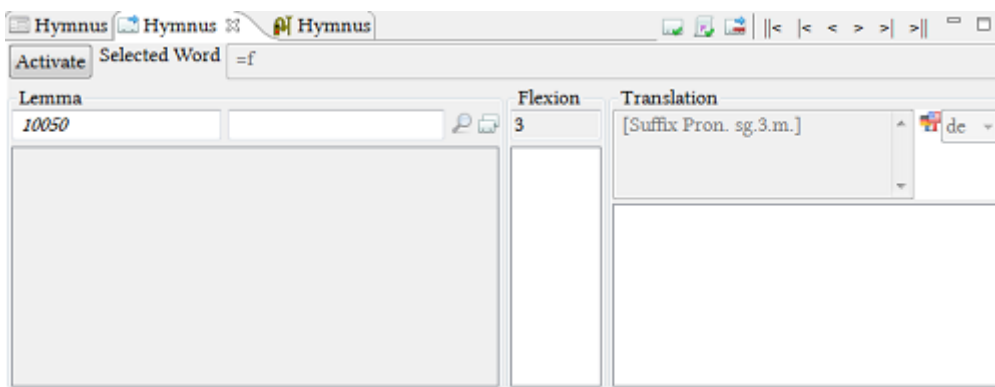 Hymnus Hymnus Hymnus ||< |< < > >| >||
Activate Selected Word =f
Lemma Flexion Translation
10050 3 [Suffix Pron. sg.3.m.] de